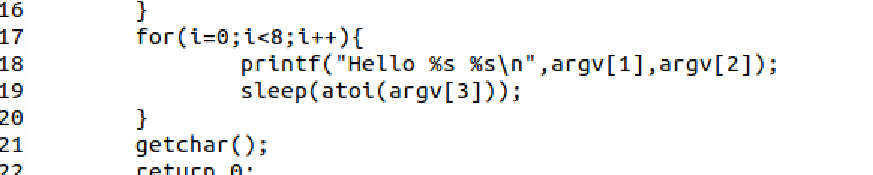 16 }
17 for(i=0;i<8;i++){
18 printf("Hello %s %s\n",argv[1],argv[2]);
19 sleep(atoi(argv[3]));
20 }
21 getchar();
22 return 0;